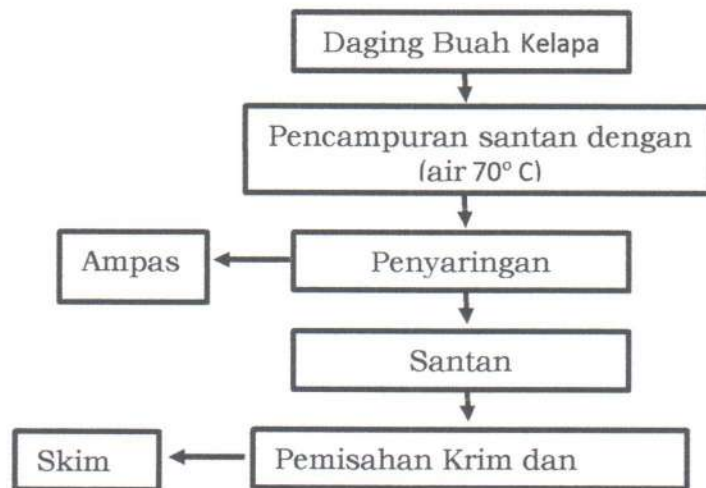 Daging Buah Kelapa
Pencampuran santan dengan
(air 70° C)
Ampas
Penyaringan
Santan
Skim
Pemisahan Krim dan